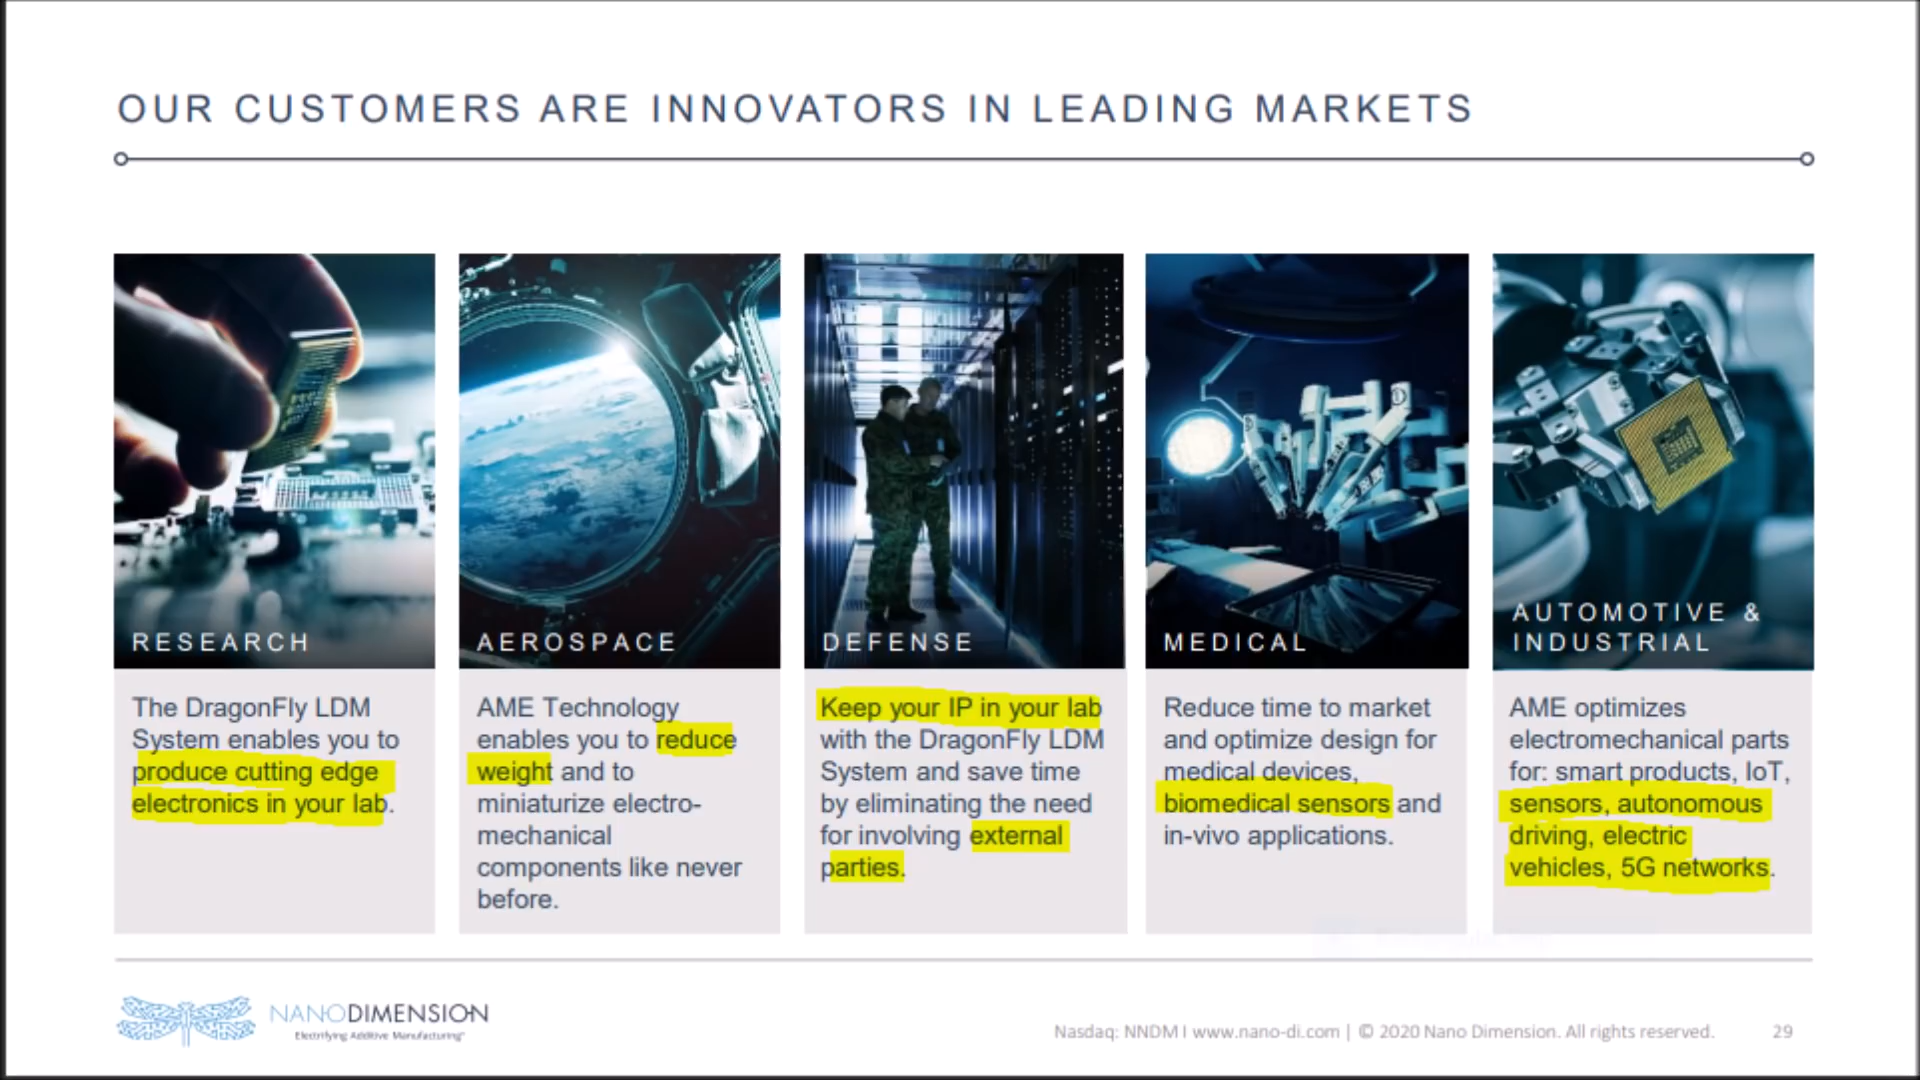 OUR CUSTOMERS ARE INNOVATORS IN LEADING MARKETS
RESEARCH
The DragonFly LDM
System enables you to
produce cutting edge
electronics in your lab.
AEROSPACE
AME Technology
enables you to reduce
weight and to
miniaturize electro-
mechanical
components like never
before.
DEFENSE
Keep your IP in your lab
with the DragonFly LDM
System and save time
by eliminating the need
for involving external
parties.
MEDICAL
Reduce time to market
and optimize design for
medical devices,
biomedical sensors and
in-vivo applications.
AUTOMOTIVE &
INDUSTRIAL
AME optimizes
electromechanical parts
for: smart products, IoT,
sensors, autonomous
driving, electric
vehicles, 5G networks.
NANODIMENSION
Electrifying Additive Manufacturing®
Nasdaq: NNDM I www.nano-di.com | © 2020 Nano Dimension. All rights reserved. 29